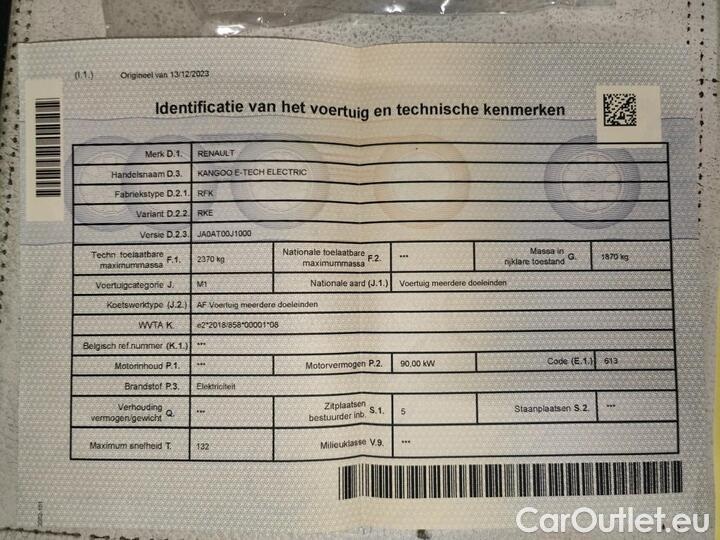 (I.1.) Origineel van 13/12/2023
Identificatie van het voertuig en technische kenmerken
Merk D.1. RENAULT
Handelsnaam D.3. KANGOO E-TECH ELECTRIC
Fabriekstype D.2.1. RFK
Variant D.2.2. RKE
Versie D.2.3. JA0AT00J1000
Techn toelaatbare maximummassa F.1. 2370 kg Nationale toelaatbare maximummassa F.2. *** Massa in rijklare toestand G. 1870 kg
Voertuigcategorie J. M1 Nationale aard (J.1.) Voertuig meerdere doeleinden
Koetswerktype (J.2.) AF Voertuig meerdere doeleinden
WVTA K. e2*2018/858*00001*08
Belgisch ref.nummer (K.1.) ***
Motorinhoud P.1. *** Motorvermogen P.2. 90,00 kW Code (E.1.) 613
Brandstof P.3. Elektriciteit
Verhouding vermogen/gewicht Q. *** Zitplaatsen bestuurder inb. S.1. 5 Staanplaatsen S.2. ***
Maximum snelheid T. 132 Milieuklasse V.9. ***
CarOutlet.eu